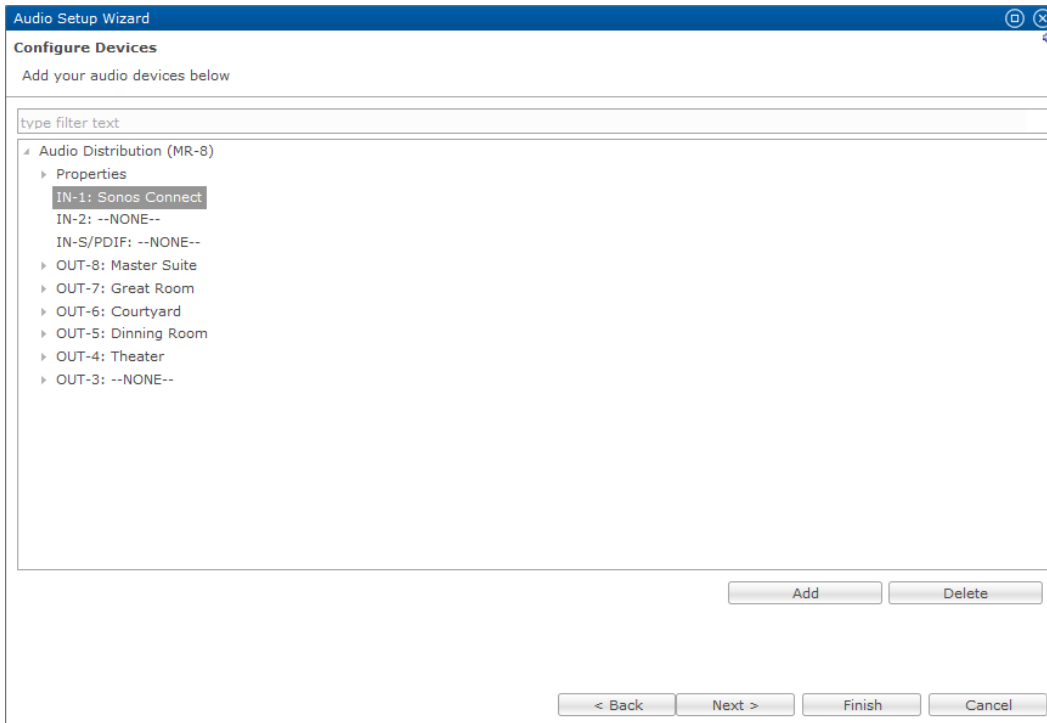 Audio Setup Wizard
Configure Devices
Add your audio devices below
type filter text
Audio Distribution (MR-8)
Properties
IN-1: Sonos Connect
IN-2: --NONE--
IN-S/PDIF: --NONE--
OUT-8: Master Suite
OUT-7: Great Room
OUT-6: Courtyard
OUT-5: Dinning Room
OUT-4: Theater
OUT-3: --NONE--
Add Delete
< Back Next > Finish Cancel